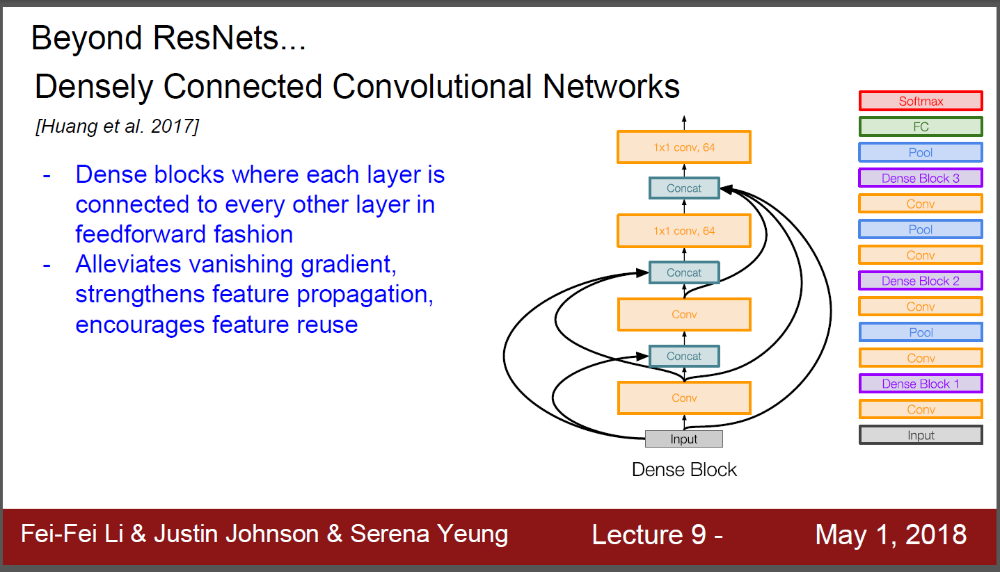 Beyond ResNets...
Densely Connected Convolutional Networks
[Huang et al. 2017]
- Dense blocks where each layer is
connected to every other layer in
feedforward fashion
- Alleviates vanishing gradient,
strengthens feature propagation,
encourages feature reuse
1x1 conv, 64
Concat
1x1 conv, 64
Concat
Conv
Concat
Conv
Input
Dense Block
Softmax
FC
Pool
Dense Block 3
Conv
Pool
Conv
Dense Block 2
Conv
Pool
Conv
Dense Block 1
Conv
Input
Fei-Fei Li & Justin Johnson & Serena Yeung
Lecture 9 -
May 1, 2018